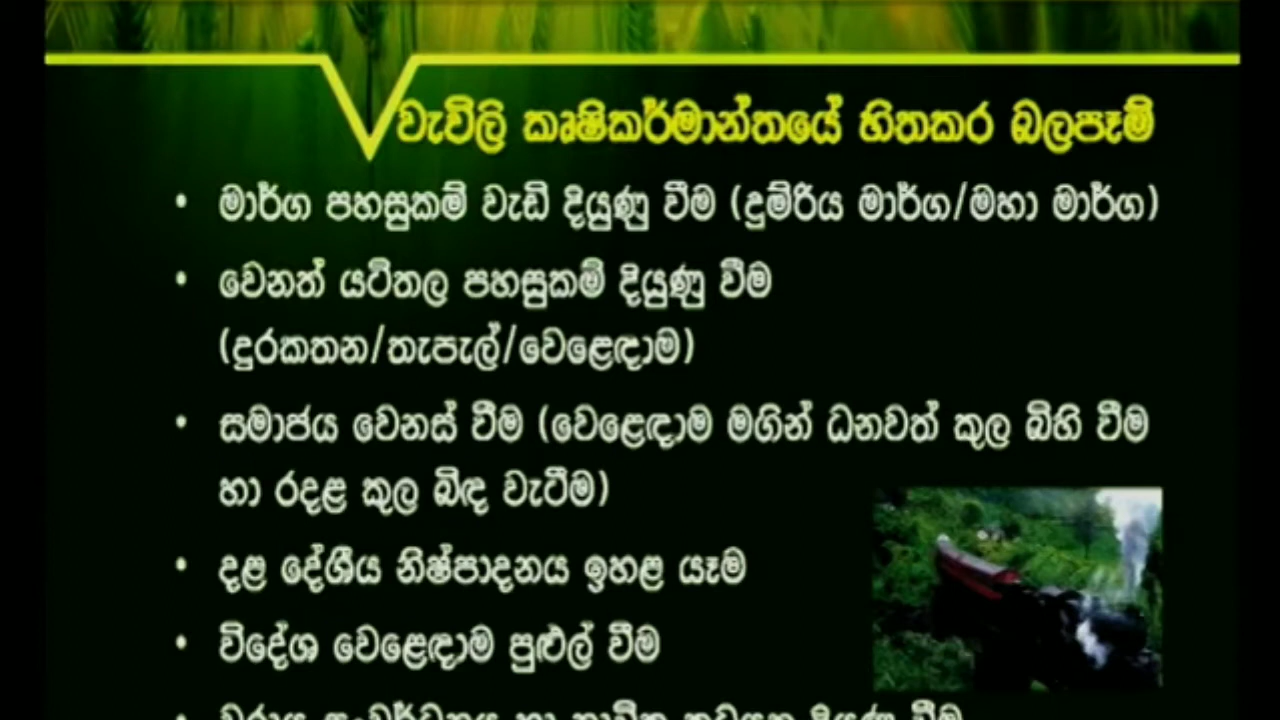 වැවිලි කෘෂිකර්මාන්තයේ හිතකර බලපෑම්
• මාර්ග පහසුකම් වැඩි දියුණු වීම (දුම්රිය මාර්ග/මහා මාර්ග)
• වෙනත් යටිතල පහසුකම් දියුණු වීම
(දුරකතන/තැපැල්/වෙළෙඳාම)
• සමාජය වෙනස් වීම (වෙළෙඳාම මගින් ධනවත් කුල බිහි වීම
හා රදළ කුල බිඳ වැටීම)
• දළ දේශීය නිෂ්පාදනය ඉහළ යෑම
• විදේශ වෙළෙඳාම පුළුල් වීම